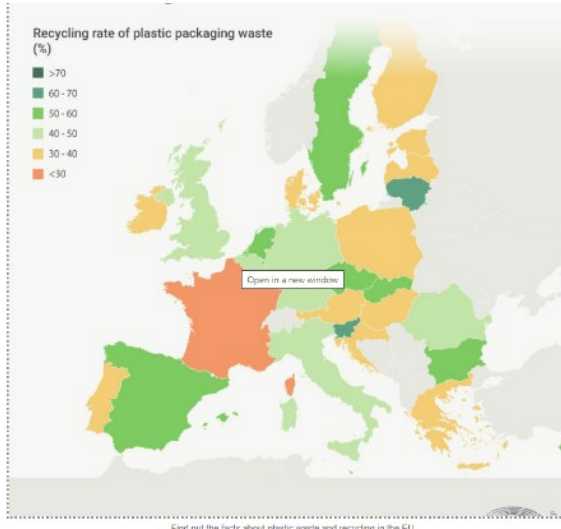 Recycling rate of plastic packaging waste
(%)
>70
60 - 70
50 - 60
40 - 50
30 - 40
<30
Open in a new window
Find out the facts about plastic waste and recycling in the EU